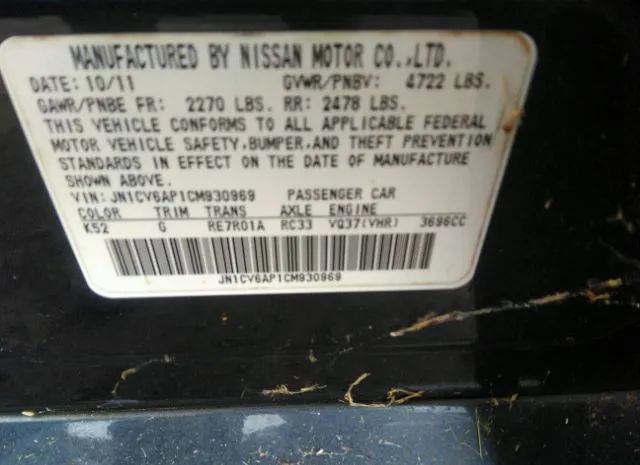 MANUFACTURED BY NISSAN MOTOR CO.,LTD.
DATE: 10/11 GVWR/PNBV: 4722 LBS.
GAWR/PNBE FR: 2270 LBS. RR: 2478 LBS.
THIS VEHICLE CONFORMS TO ALL APPLICABLE FEDERAL
MOTOR VEHICLE SAFETY,BUMPER,AND THEFT PREVENTION
STANDARDS IN EFFECT ON THE DATE OF MANUFACTURE
SHOWN ABOVE.
VIN: JN1CV6AP1CM930969 PASSENGER CAR
COLOR TRIM TRANS AXLE ENGINE
K52 G RE7R01A RC33 VQ37(VHR) 3696CC
JN1CV6AP1CM930969